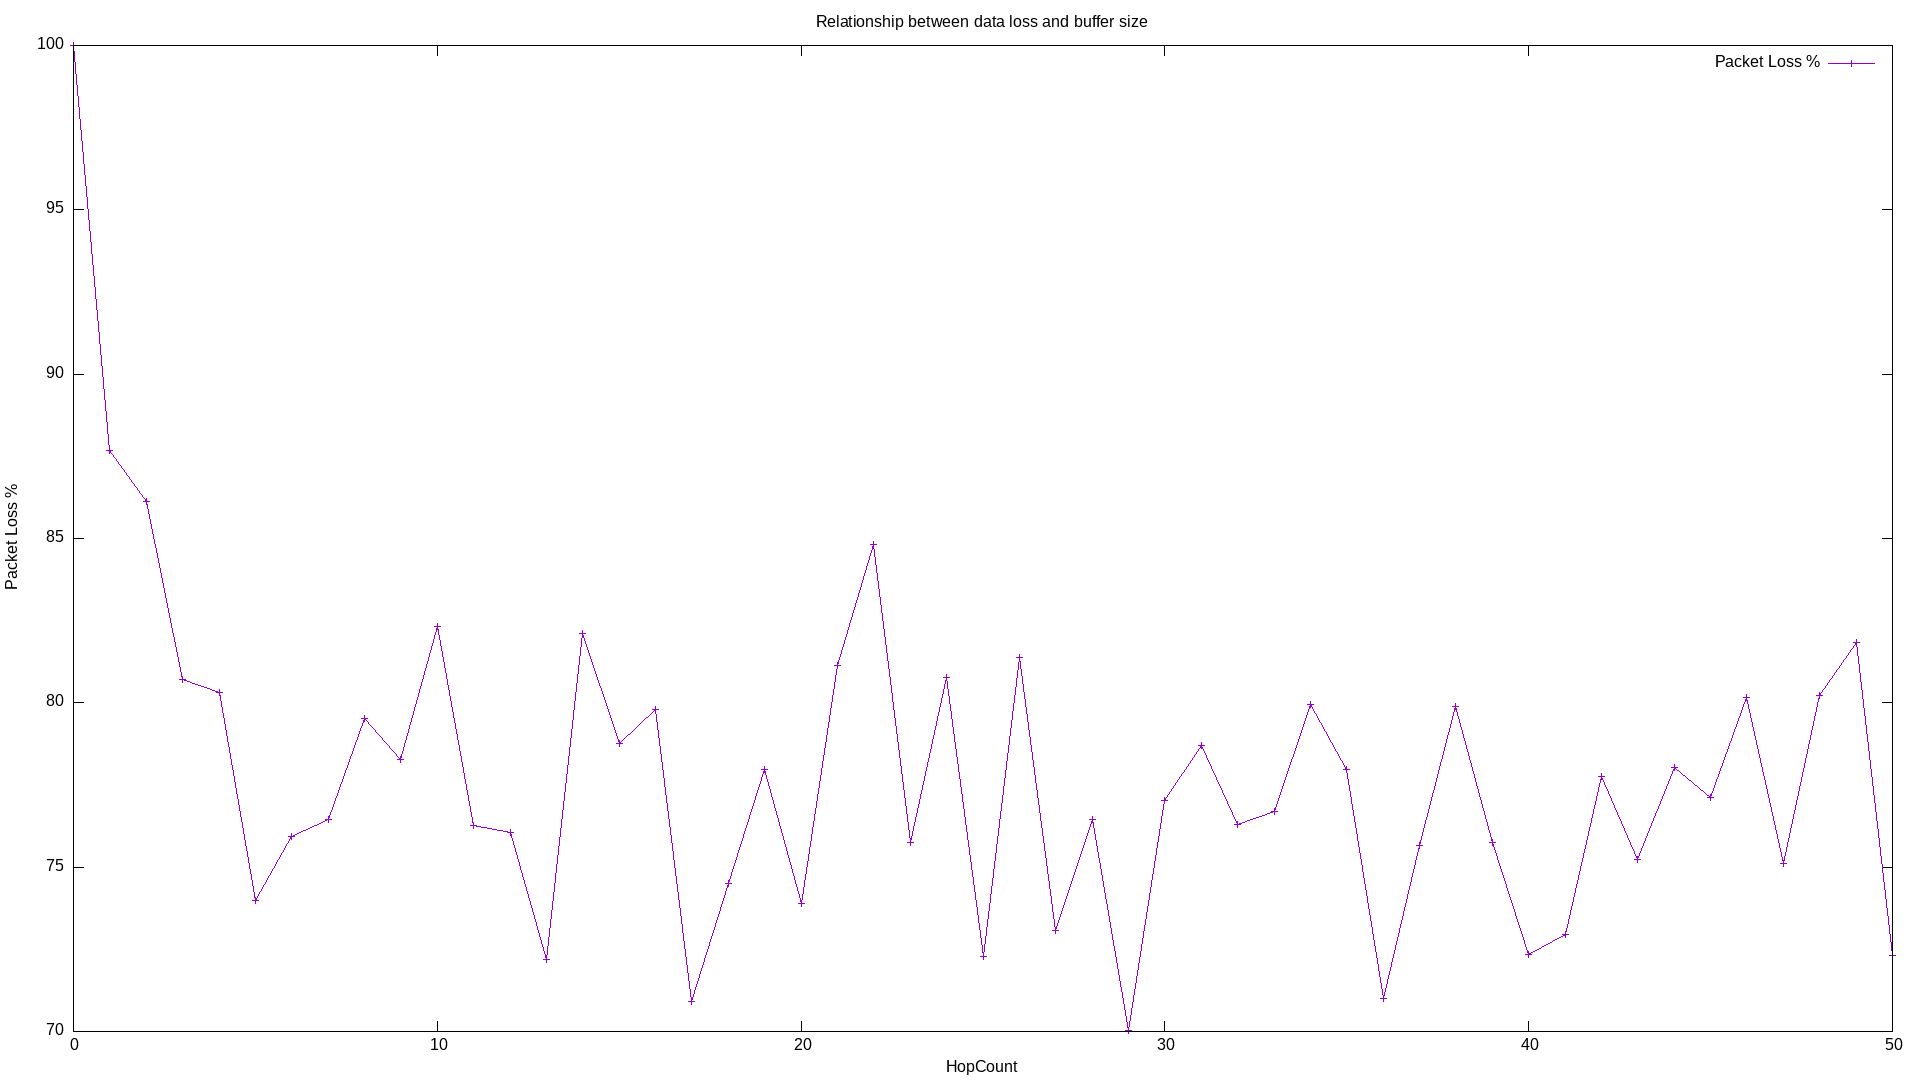 Relationship between data loss and buffer size
Packet Loss %
100
95
90
85
80
75
70
Packet Loss %
0 10 20 30 40 50
HopCount